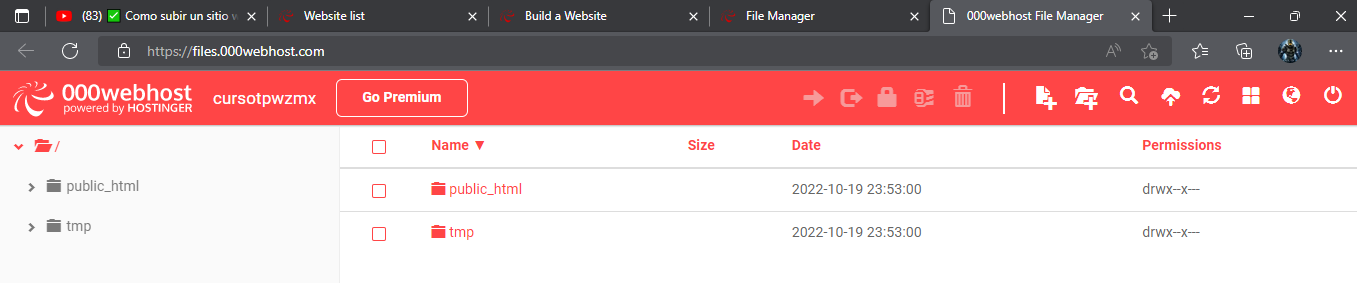 (83) ✅ Como subir un sitio w
Website list
Build a Website
File Manager
000webhost File Manager
https://files.000webhost.com
000webhost
powered by HOSTINGER
cursotpwzmx
Go Premium
/
public_html
tmp
Name ▼ Size Date Permissions
public_html 2022-10-19 23:53:00 drwx--x---
tmp 2022-10-19 23:53:00 drwx--x---